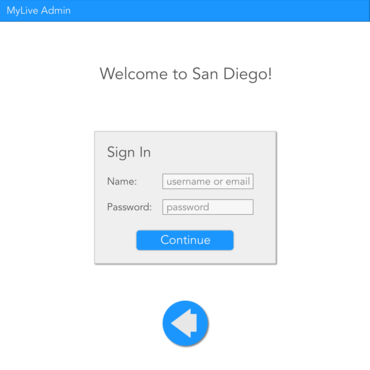 MyLive Admin
Welcome to San Diego!
Sign In
Name: username or email
Password: password
Continue